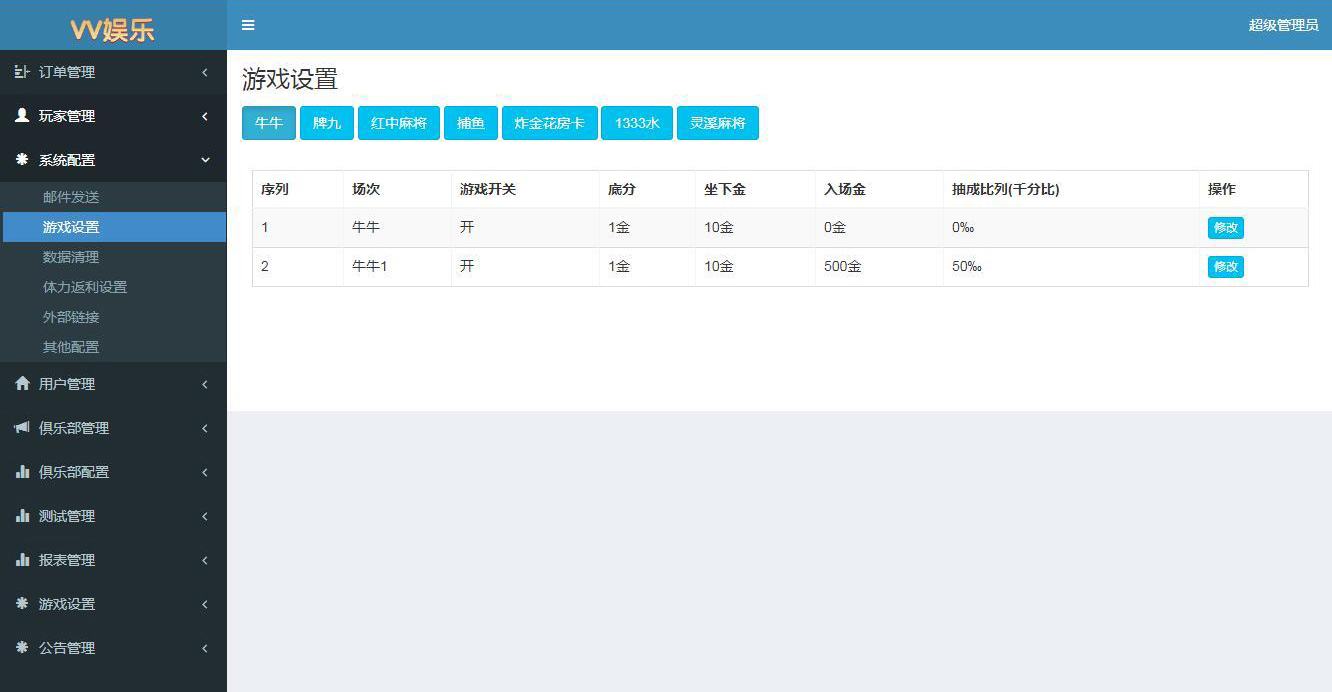 VV娱乐
超级管理员
订单管理
玩家管理
系统配置
邮件发送
游戏设置
数据清理
体力返利设置
外部链接
其他配置
用户管理
俱乐部管理
俱乐部配置
测试管理
报表管理
游戏设置
公告管理
游戏设置
牛牛 牌九 红中麻将 捕鱼 炸金花房卡 1333水 灵溪麻将
序列 场次 游戏开关 底分 坐下金 入场金 抽成比列(千分比) 操作
1 牛牛 开 1金 10金 0金 0‰ 修改
2 牛牛1 开 1金 10金 500金 50‰ 修改